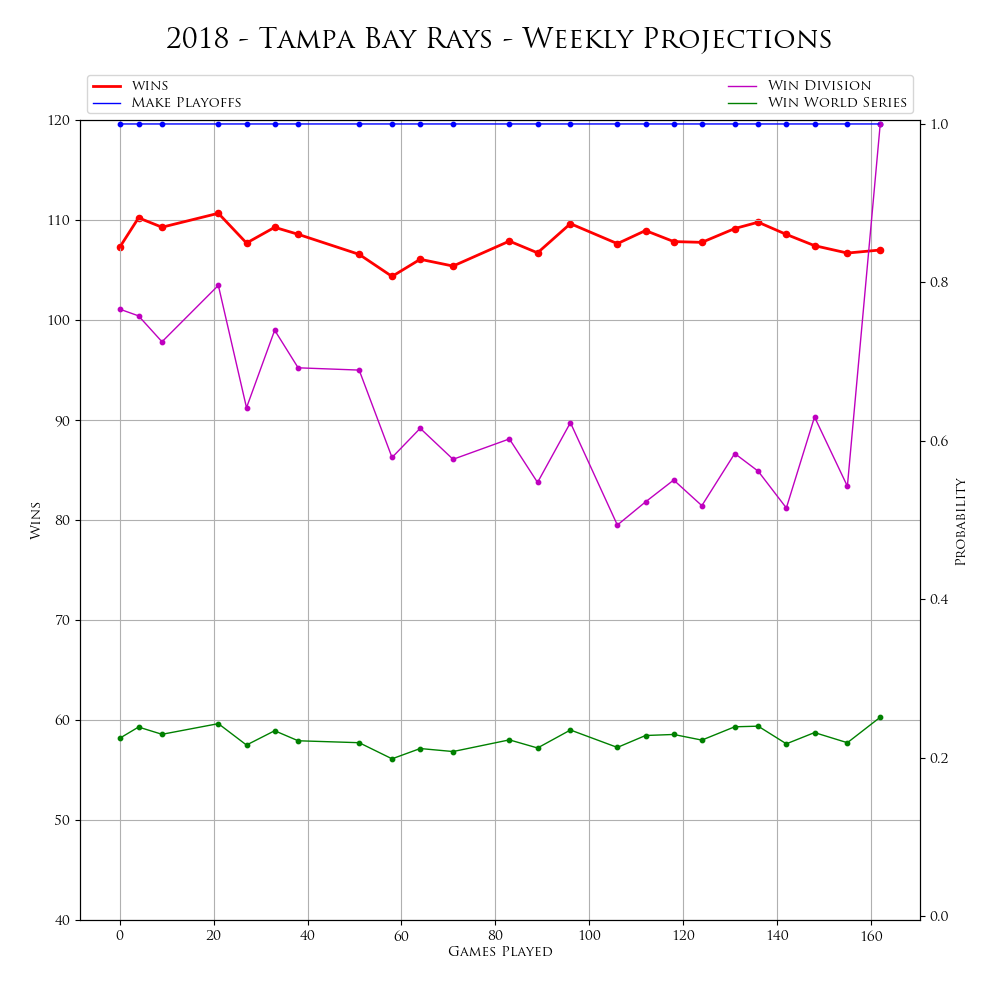 2018 - Tampa Bay Rays - Weekly Projections
wins
Make Playoffs
Win Division
Win World Series
120
110
100
90
80
70
60
50
40
Wins
1.0
0.8
0.6
0.4
0.2
0.0
Probability
0 20 40 60 80 100 120 140 160
Games Played